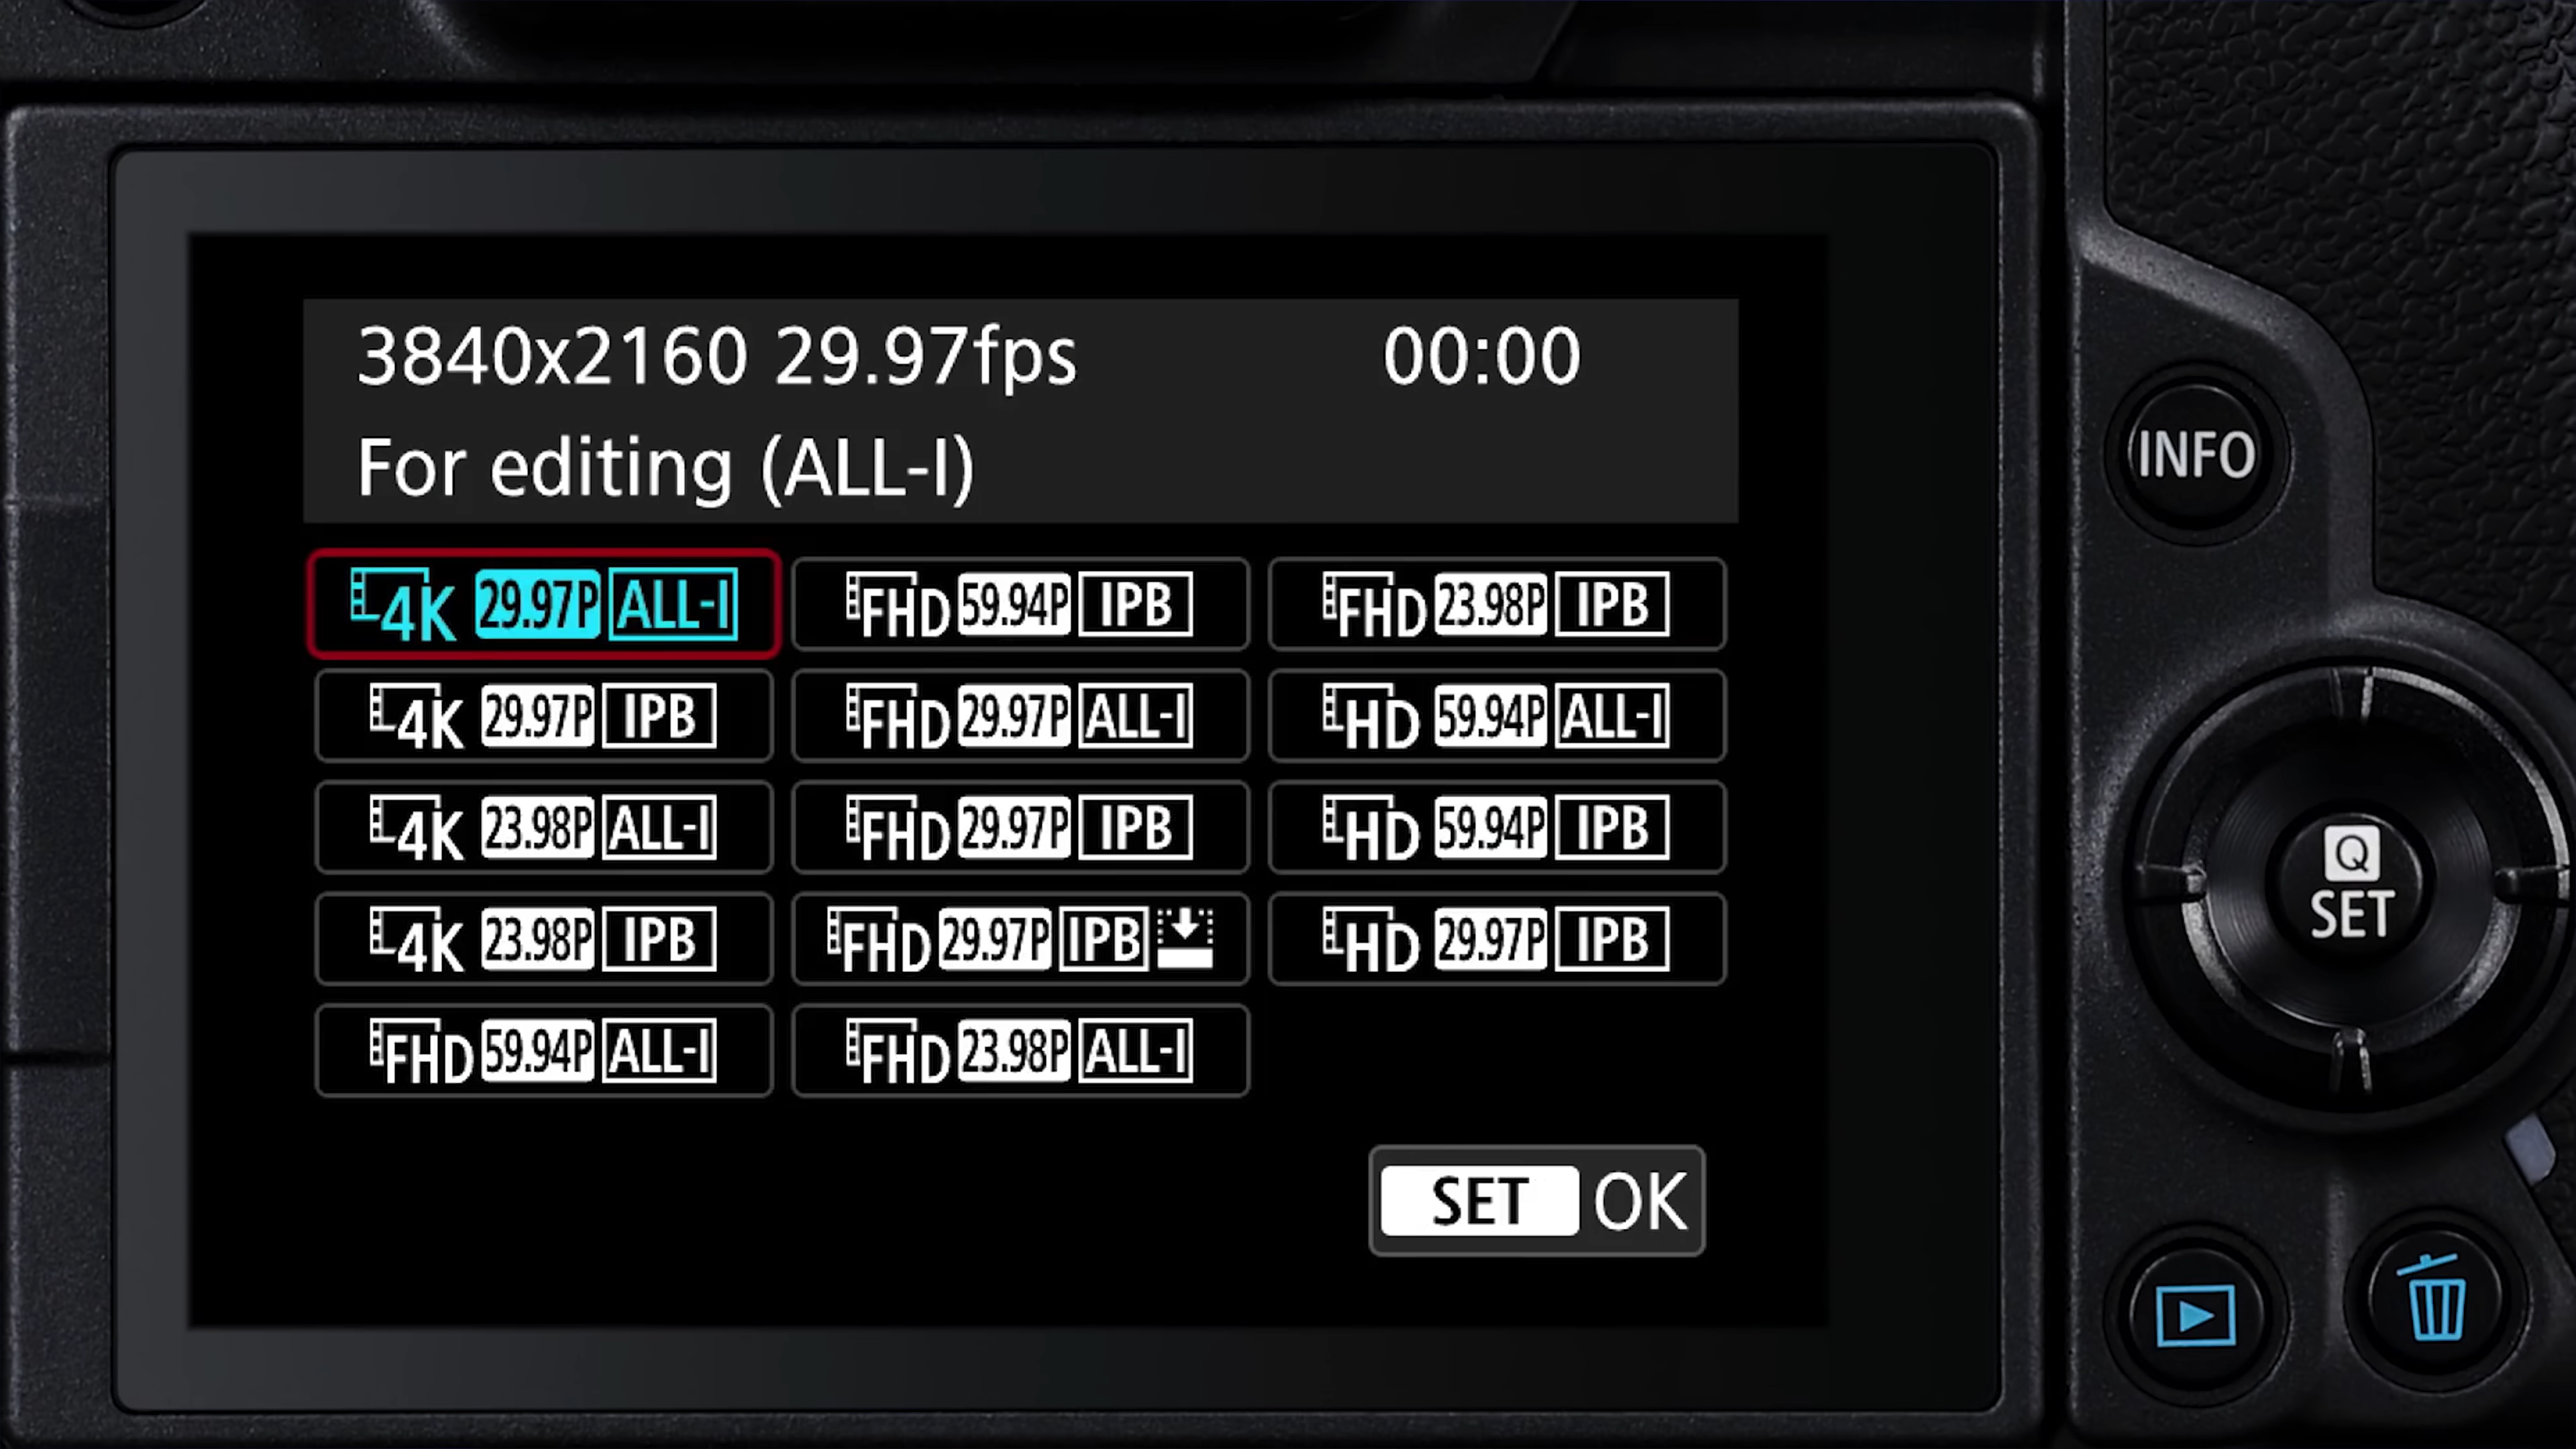 3840x2160 29.97fps 00:00
For editing (ALL-I)
4K 29.97P ALL-I FHD 59.94P IPB FHD 23.98P IPB
4K 29.97P IPB FHD 29.97P ALL-I HD 59.94P ALL-I
4K 23.98P ALL-I FHD 29.97P IPB HD 59.94P IPB
4K 23.98P IPB FHD 29.97P IPB HD 29.97P IPB
FHD 59.94P ALL-I FHD 23.98P ALL-I
SET OK
INFO
Q
SET